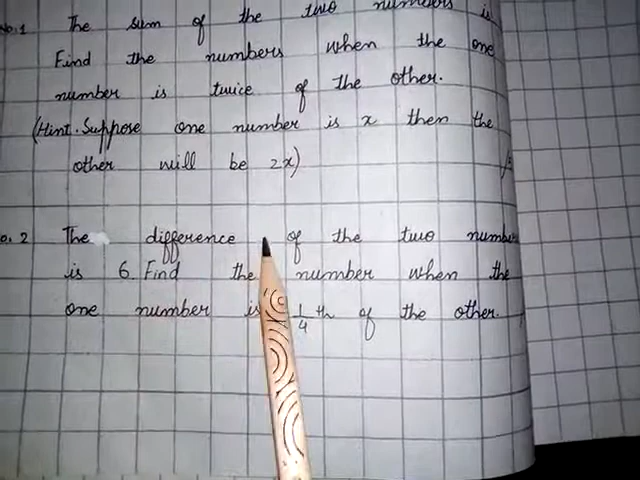 No.1 The sum of the two numbers is
Find the numbers when the one
number is twice of the other.
(Hint. Suppose one number is x then the
other will be 2x)
o. 2 The difference of the two number
is 6. Find the number when the
one number is 1/4 th of the other.